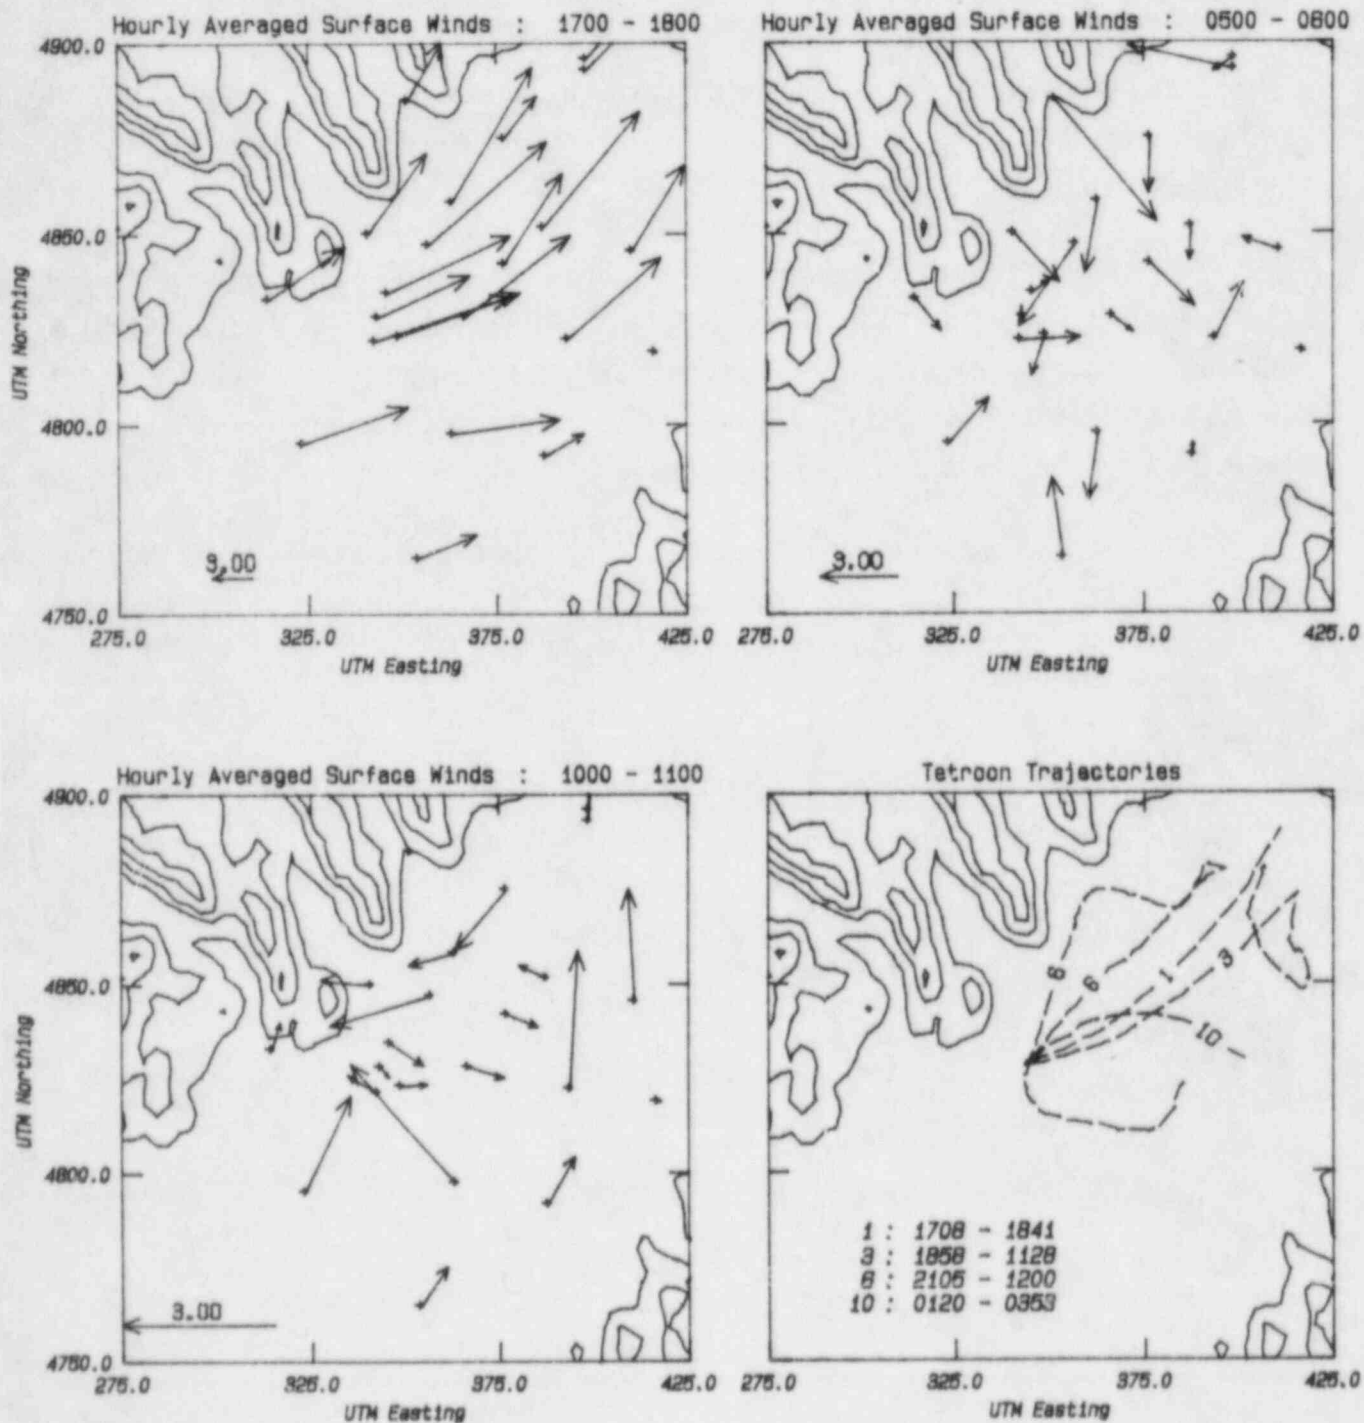 Hourly Averaged Surface Winds : 1700 - 1800
4900.0
4850.0
4800.0
4750.0
UTM Northing
3.00
275.0 325.0 375.0 425.0
UTM Easting
Hourly Averaged Surface Winds : 0500 - 0600
3.00
275.0 325.0 375.0 425.0
UTM Easting
Hourly Averaged Surface Winds : 1000 - 1100
4900.0
4850.0
4800.0
4750.0
UTM Northing
3.00
275.0 325.0 375.0 425.0
UTM Easting
Tetroon Trajectories
6
6
1
3
10
1 : 1708 - 1841
3 : 1858 - 1128
6 : 2105 - 1200
10 : 0120 - 0353
275.0 325.0 375.0 425.0
UTM Easting